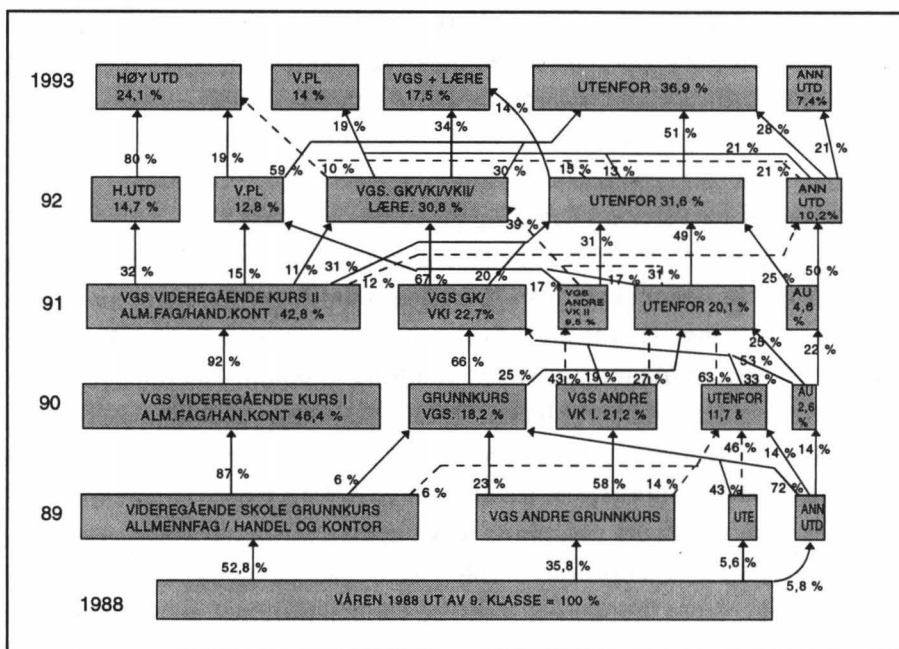 1993
HØY UTD
24,1 %
V.PL
14 %
VGS + LÆRE
17,5 %
UTENFOR 36,9 %
ANN
UTD
7,4%
80 %
19 %
59 %
10 %
19 %
34 %
30 %
14 %
15 %
13 %
51 %
21 %
28 %
21 %
21 %
92
H.UTD
14,7 %
V.PL
12,8 %
VGS. GK/VKI/VKII/
LÆRE. 30,8 %
UTENFOR 31,6 %
ANN
UTD
10,2%
32 %
15 %
11 %
31 %
12 %
67 %
20 %
39 %
17 %
31 %
17 %
49 %
37 %
25 %
50 %
91
VGS VIDEREGÅENDE KURS II
ALM.FAG/HAND.KONT 42,8 %
VGS GK/
VKI 22,7%
VGS
ANDRE
VK II
9,5 %
UTENFOR 20,1 %
AU
4,6
%
92 %
66 %
25 %
43 %
19 %
27 %
63 %
33 %
53 %
25 %
22 %
90
VGS VIDEREGÅENDE KURS I
ALM.FAG/HAN.KONT 46,4 %
GRUNNKURS
VGS. 18,2 %
VGS ANDRE
VK I. 21,2 %
UTENFOR
11,7 &
AU
2,6
%
87 %
6 %
6 %
23 %
58 %
14 %
43 %
46 %
72 %
14 %
14 %
89
VIDEREGÅENDE SKOLE GRUNNKURS
ALLMENNFAG / HANDEL OG KONTOR
VGS ANDRE GRUNNKURS
UTE
ANN
UTD
52,8 %
35,8 %
5,6 %
5,8 %
1988
VÅREN 1988 UT AV 9. KLASSE = 100 %